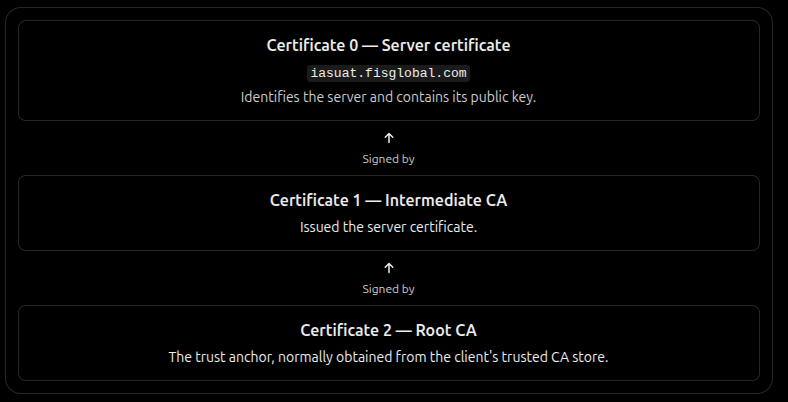 Certificate 0 — Server certificate
iasuat.fisglobal.com
Identifies the server and contains its public key.
↑
Signed by
Certificate 1 — Intermediate CA
Issued the server certificate.
↑
Signed by
Certificate 2 — Root CA
The trust anchor, normally obtained from the client's trusted CA store.